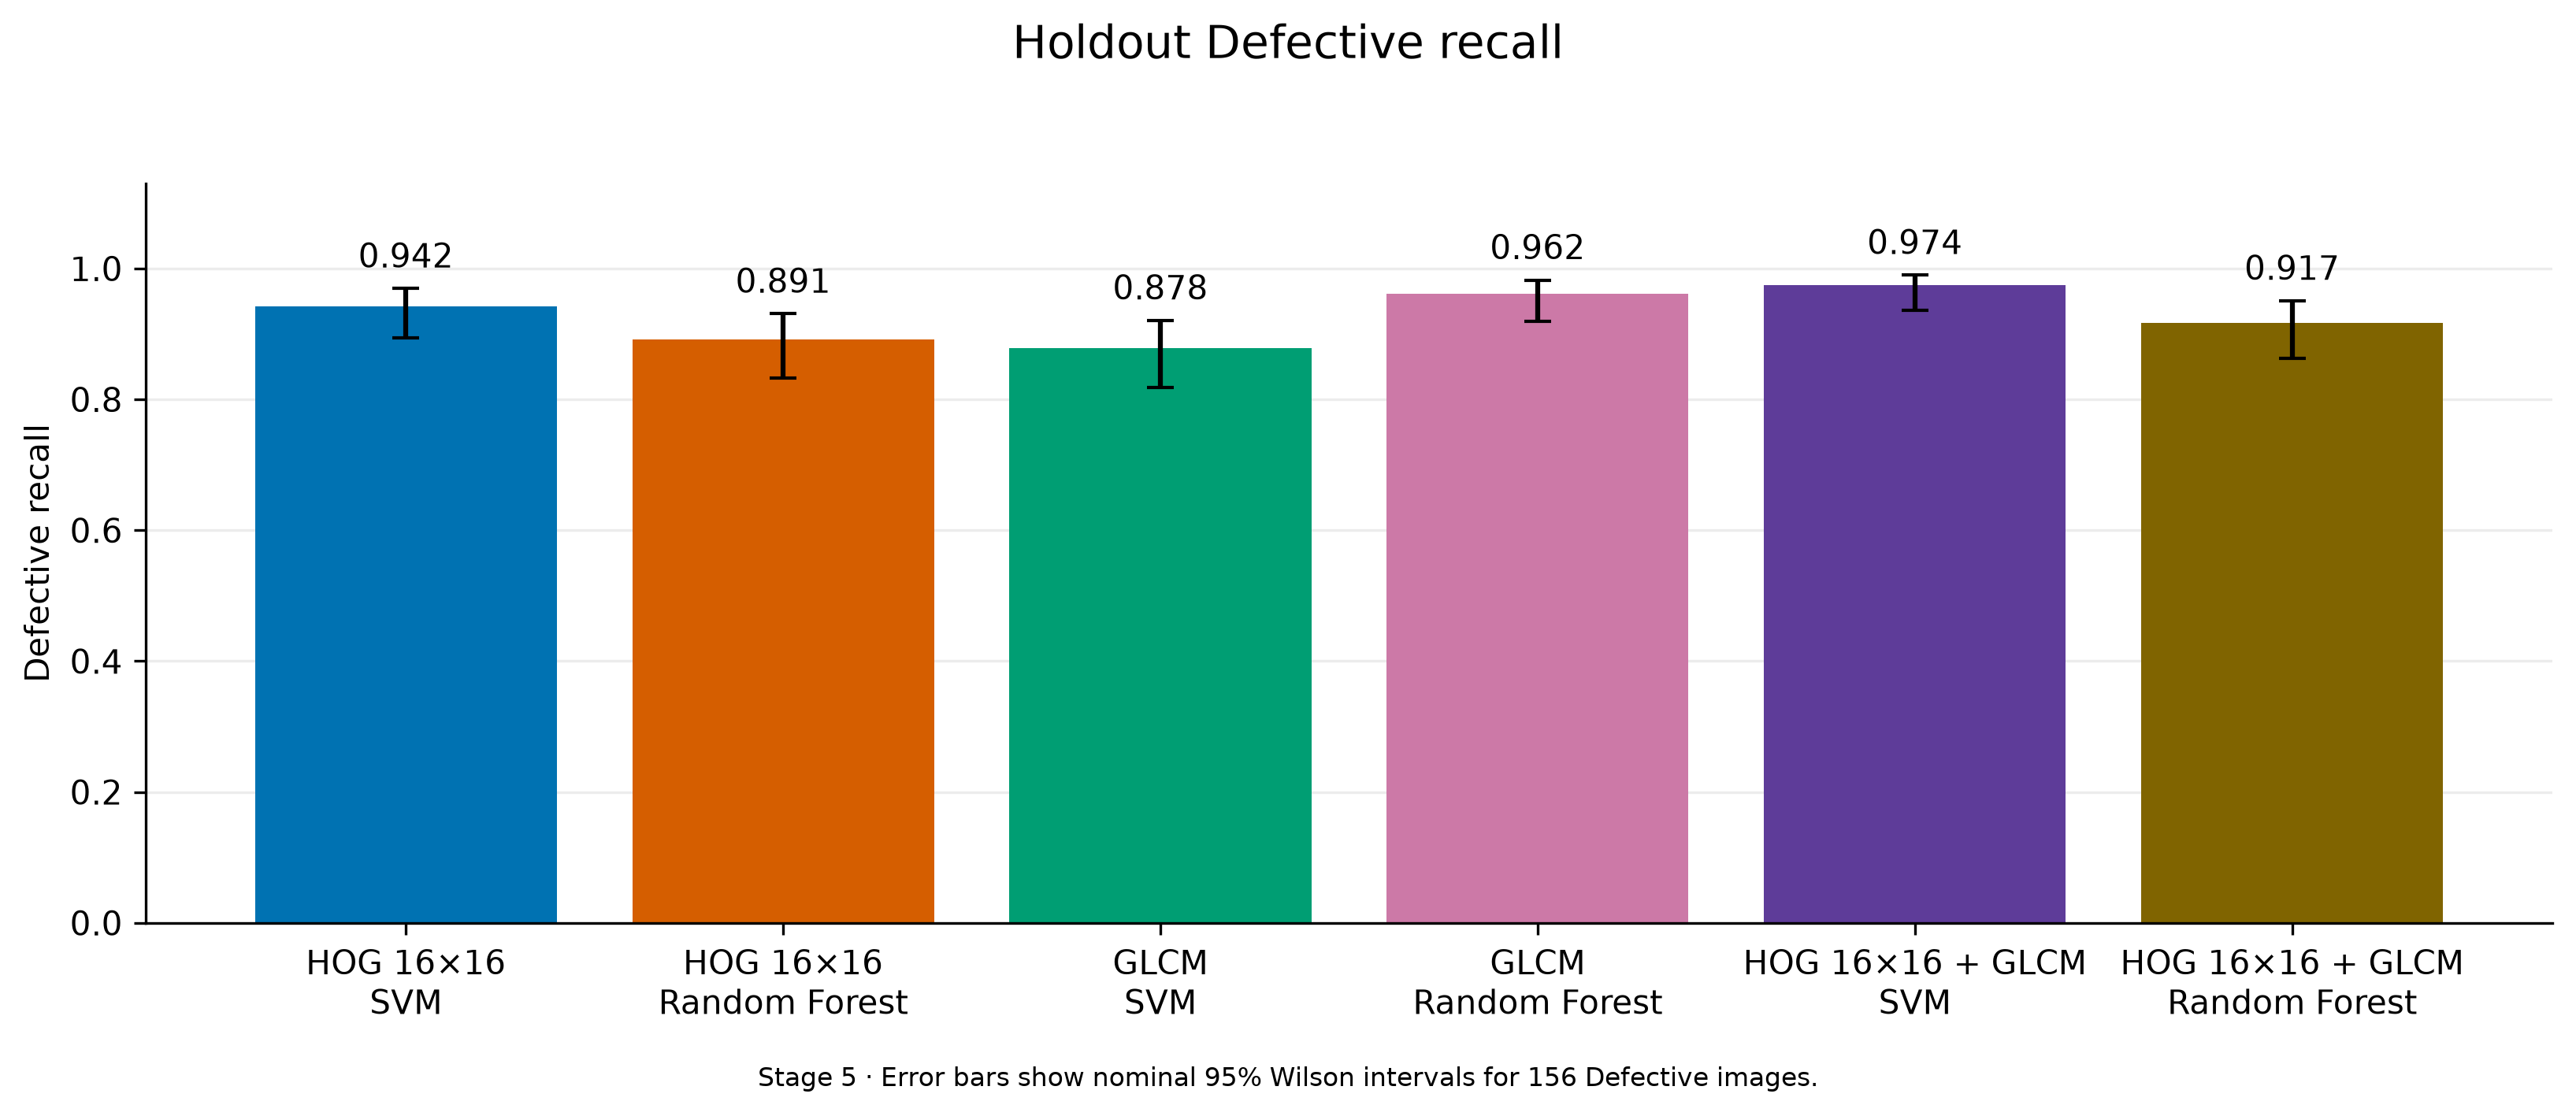 Holdout Defective recall
Defective recall
1.0
0.8
0.6
0.4
0.2
0.0
0.942
0.891
0.878
0.962
0.974
0.917
HOG 16×16
SVM
HOG 16×16
Random Forest
GLCM
SVM
GLCM
Random Forest
HOG 16×16 + GLCM
SVM
HOG 16×16 + GLCM
Random Forest
Stage 5 · Error bars show nominal 95% Wilson intervals for 156 Defective images.